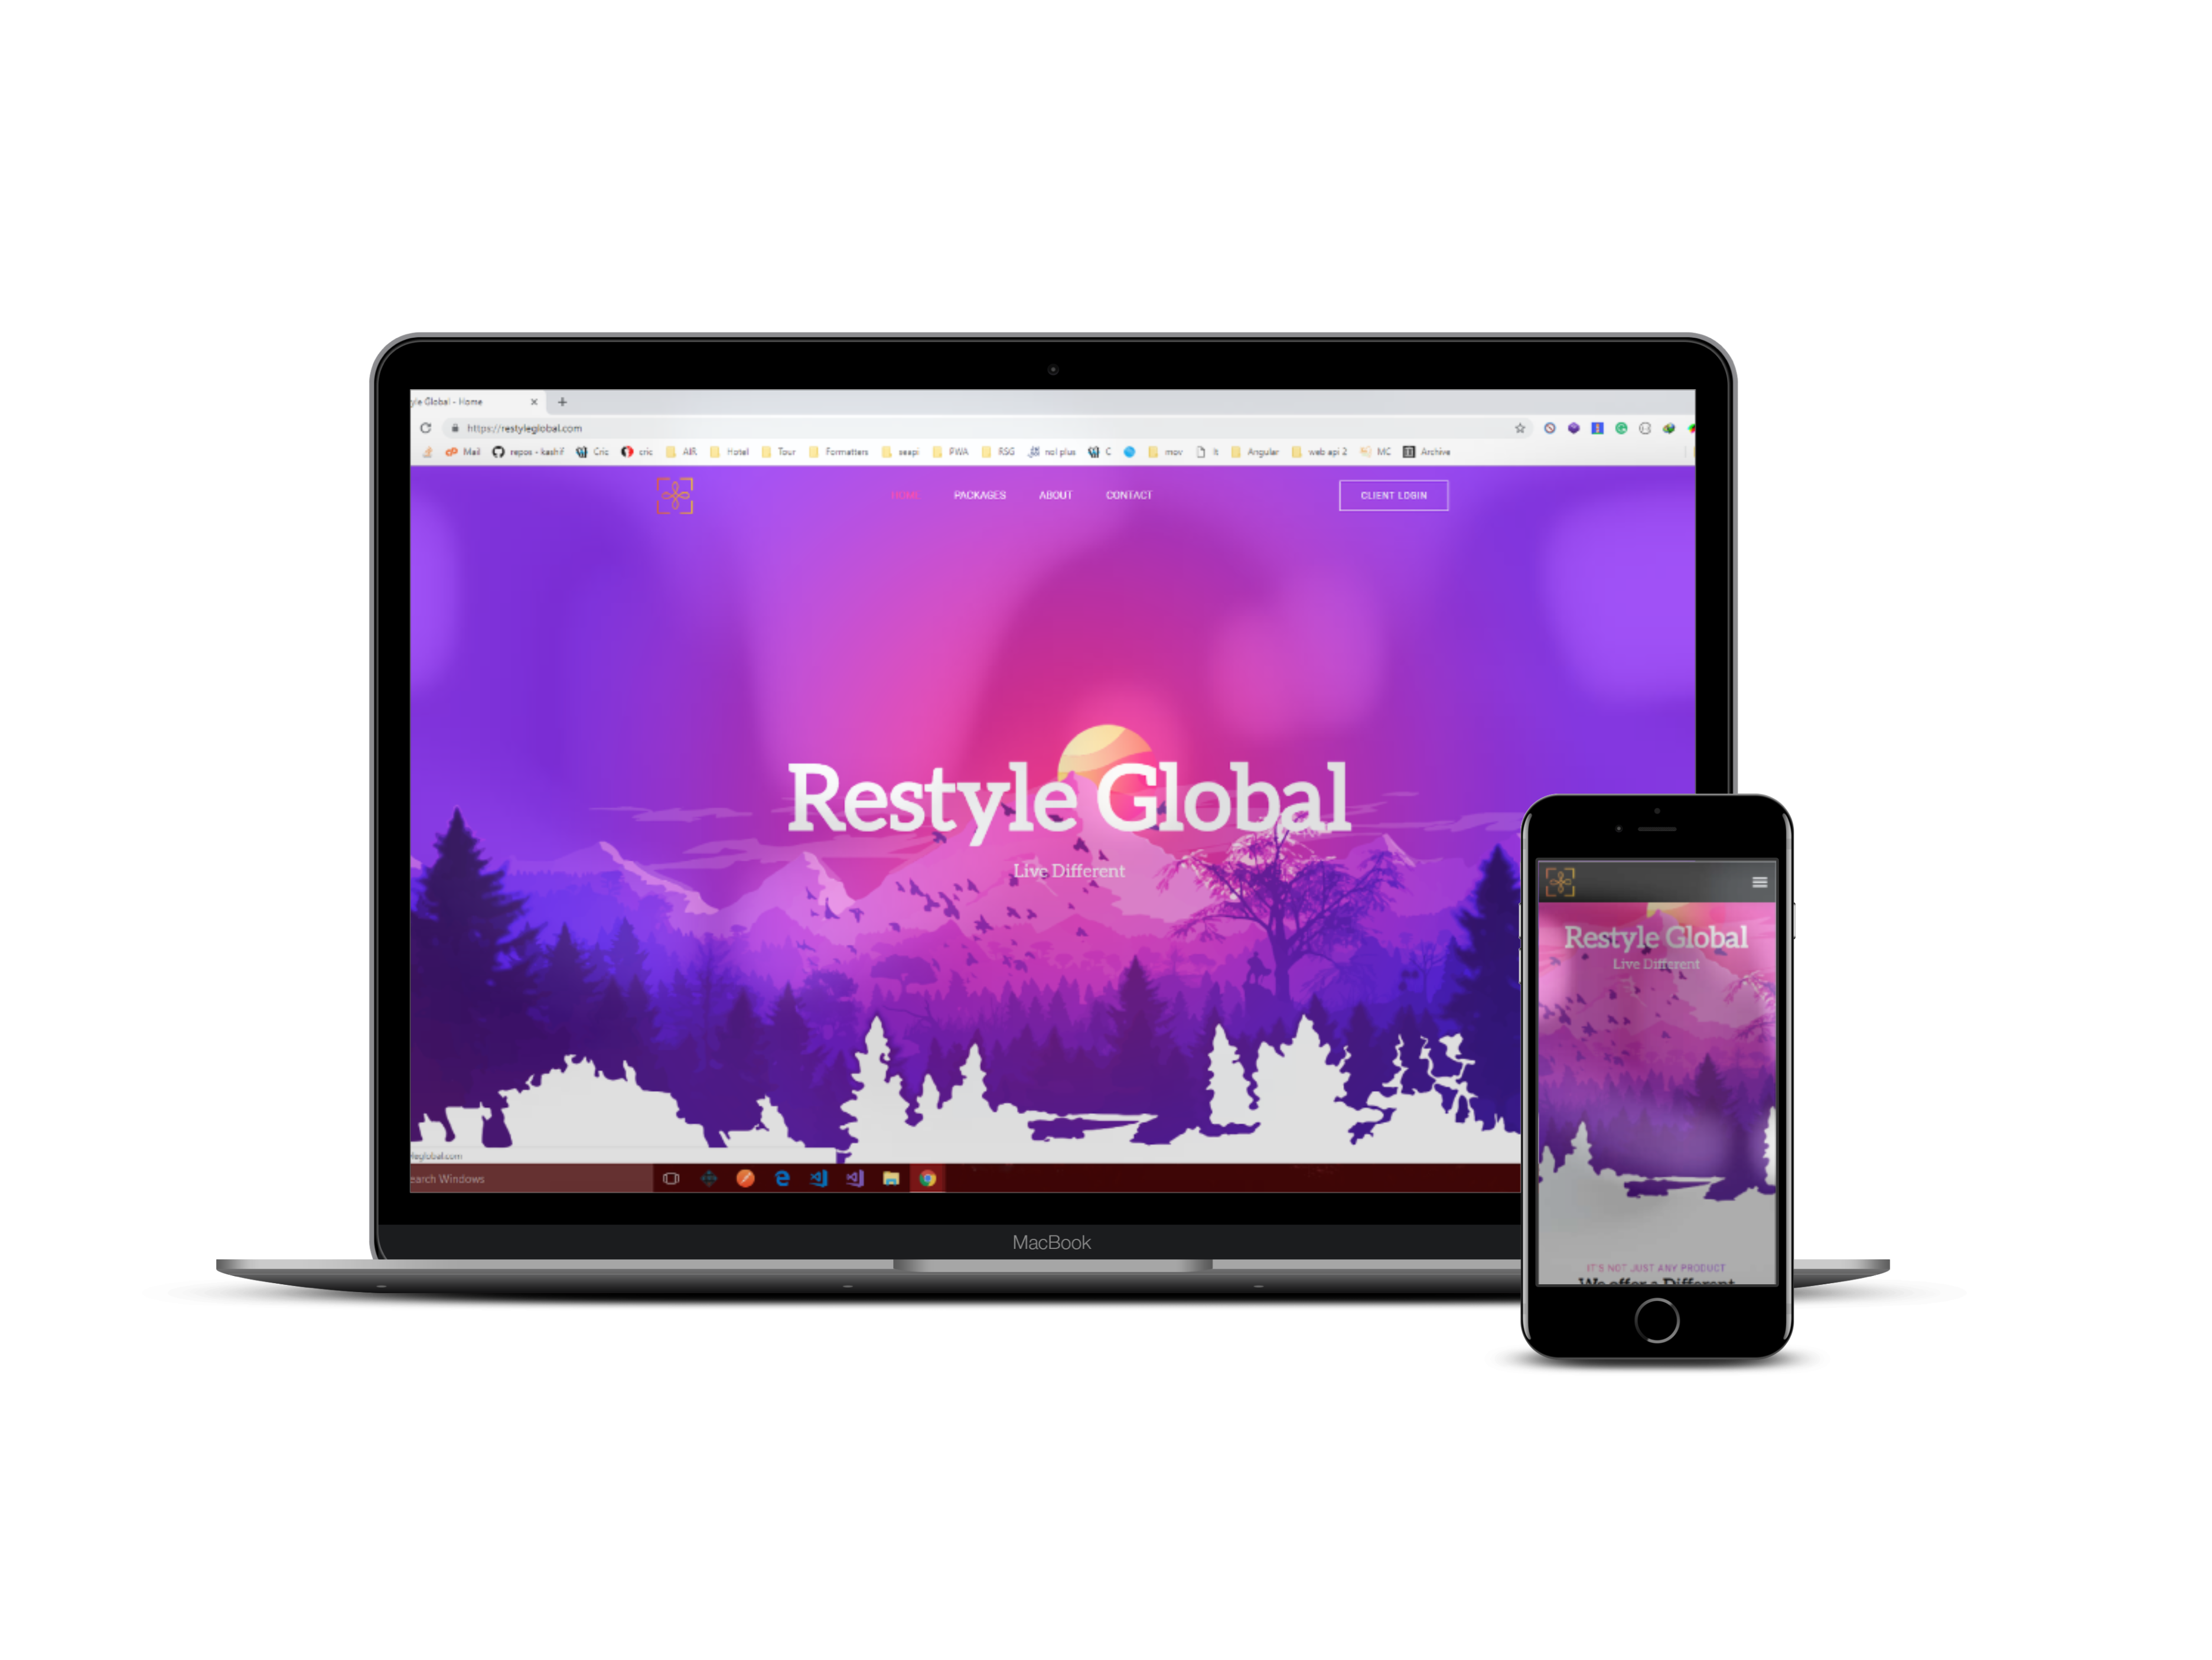 yle Global - Home
https://restyleglobal.com
Mail repos - kashif Cric cric AIR Hotel Tour Formatters seapi PWA RSG nol plus C mov lt Angular web api 2 MC Archive
HOME PACKAGES ABOUT CONTACT CLIENT LOGIN
Restyle Global
Live Different
leglobal.com
earch Windows
MacBook
Restyle Global
Live Different
IT'S NOT JUST ANY PRODUCT
We offer a Different